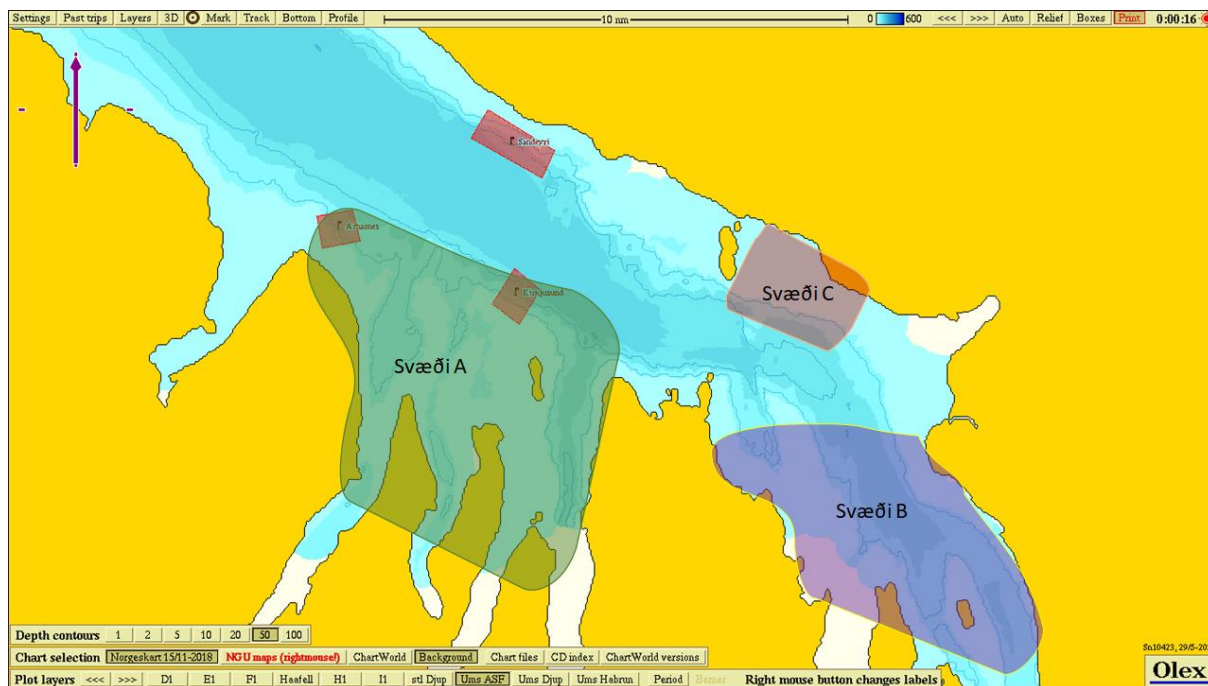 Settings Past trips Layers 3D Mark Track Bottom Profile 10 nm 0 600 <<< >>> Auto Relief Boxes Print 0:00:16
Sandeyri
Arnarnes
Svæði C
Svæði A
Svæði B
Depth contours 1 2 5 10 20 50 100
Chart selection Norgeskart 15/11-2018 NGU maps (rightmouse!) ChartWorld Background Chart files CD index ChartWorld versions
Plot layers <<< >>> D1 E1 F1 Haafell H1 I1 stl Djup Ums ASF Ums Djup Ums Habrun Period Berner Right mouse button changes labels
Olex